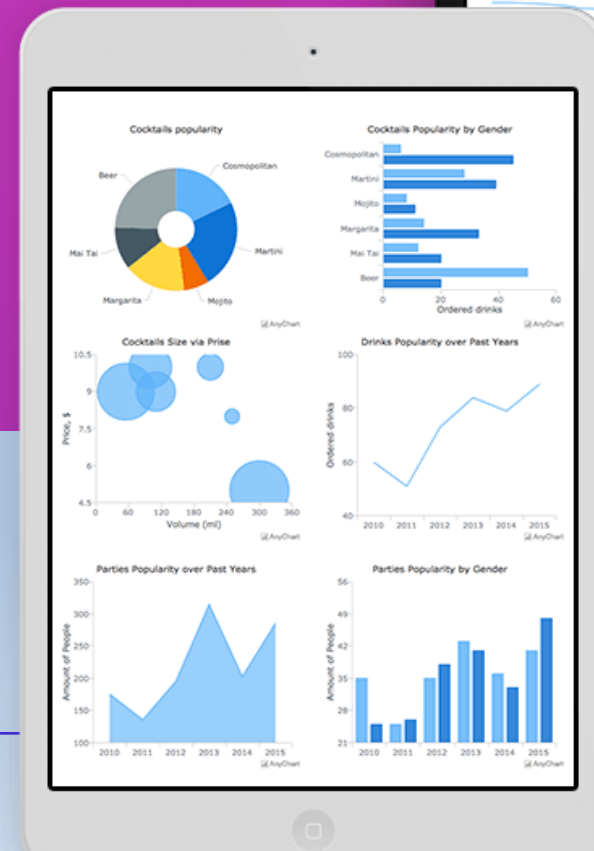 Cocktails popularity
Beer
Cosmopolitan
Mai Tai
Martini
Margarita
Mojito
AnyChart
Cocktails Popularity by Gender
Cosmopolitan
Martini
Mojito
Margarita
Mai Tai
Beer
0 20 40 60
Ordered drinks
AnyChart
Cocktails Size via Prise
10.5
9
7.5
6
4.5
Price, $
0 60 120 180 240 300 360
Volume (ml)
AnyChart
Drinks Popularity over Past Years
100
80
60
40
Ordered drinks
2010 2011 2012 2013 2014 2015
AnyChart
Parties Popularity over Past Years
350
300
250
200
150
100
Amount of People
2010 2011 2012 2013 2014 2015
AnyChart
Parties Popularity by Gender
56
49
42
35
28
21
Amount of People
2010 2011 2012 2013 2014 2015
AnyChart